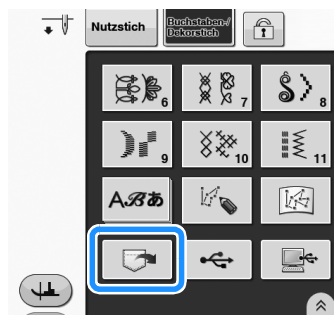 Nutzstich
Buchstaben-/
Dekorstich
6
7
8
9
10
11
Aℬあ